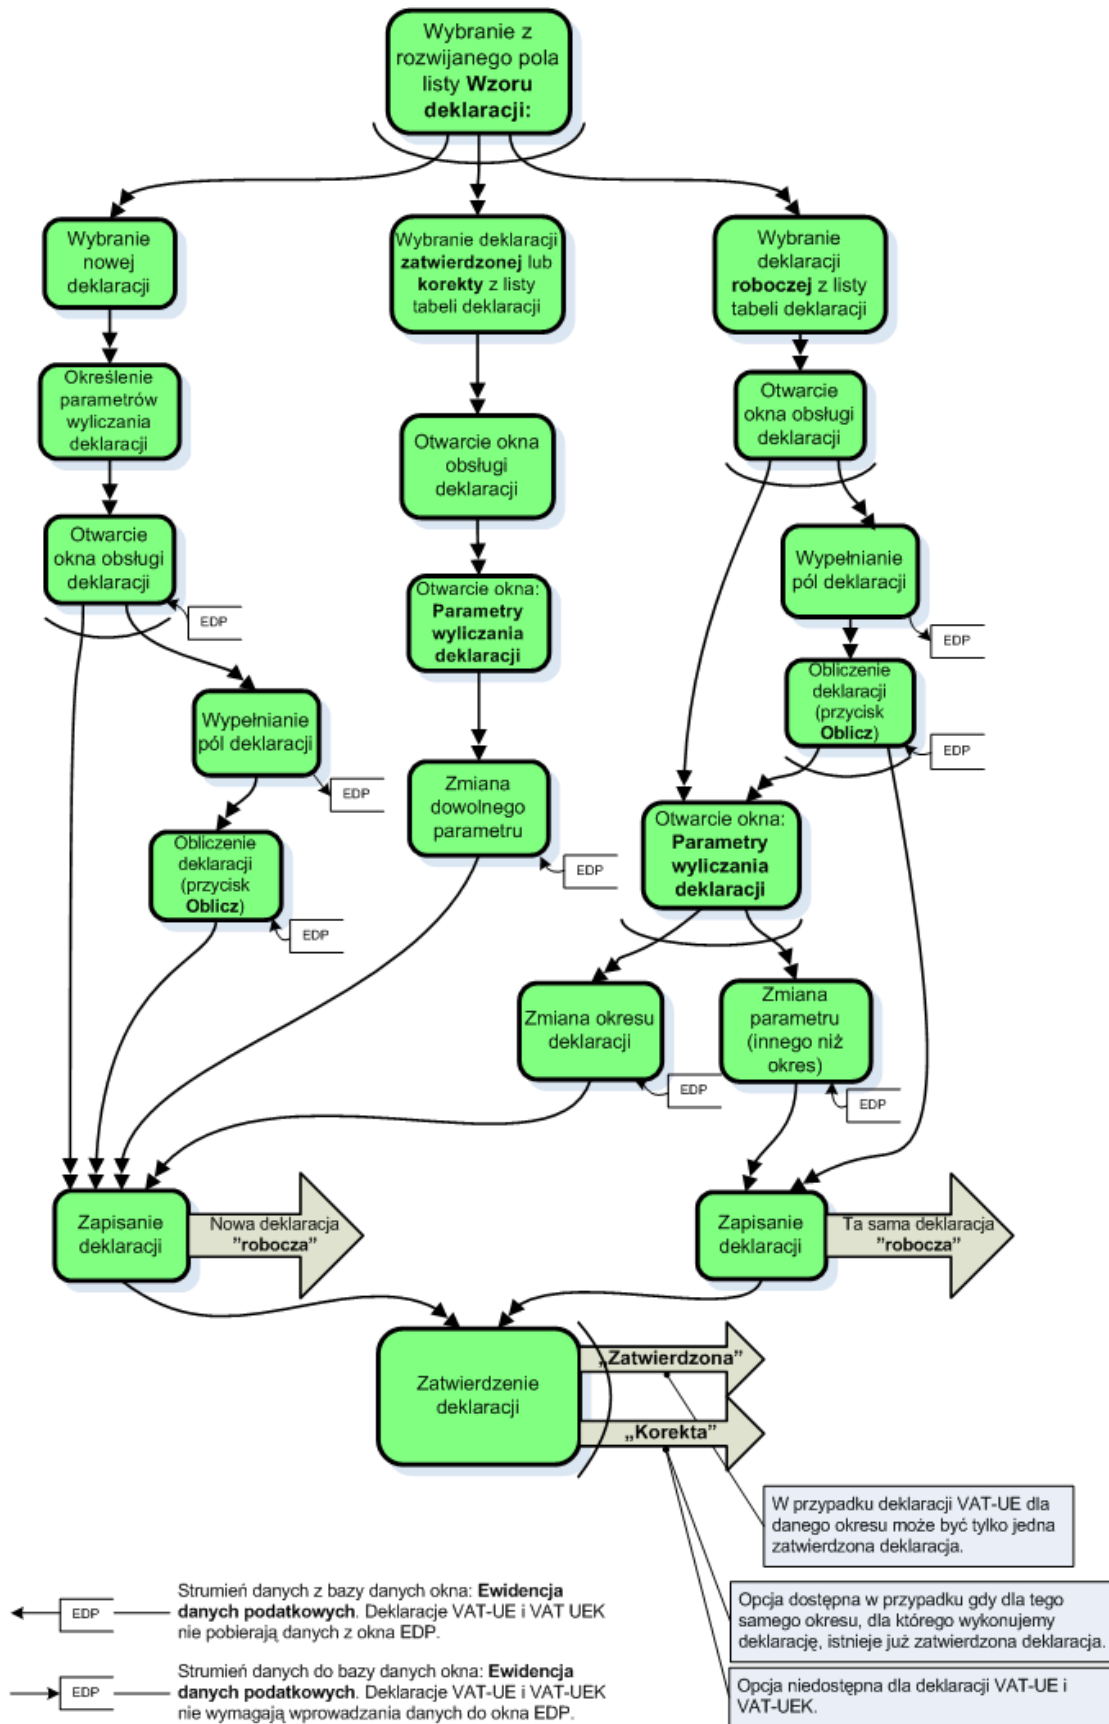 Wybranie z
rozwijanego pola
listy Wzoru
deklaracji:
Wybranie
nowej
deklaracji
Wybranie deklaracji
zatwierdzonej lub
korekty z listy
tabeli deklaracji
Wybranie
deklaracji
roboczej z listy
tabeli deklaracji
Określenie
parametrów
wyliczania
deklaracji
Otwarcie
okna obsługi
deklaracji
Otwarcie okna
obsługi
deklaracji
Otwarcie
okna obsługi
deklaracji
EDP
Wypełnianie
pól deklaracji
EDP
Otwarcie okna:
Parametry
wyliczania
deklaracji
Obliczenie
deklaracji
(przycisk
Oblicz)
EDP
Wypełnianie
pól deklaracji
EDP
Zmiana
dowolnego
parametru
EDP
Otwarcie okna:
Parametry
wyliczania
deklaracji
Obliczenie
deklaracji
(przycisk
Oblicz)
EDP
Zmiana okresu
deklaracji
EDP
Zmiana
parametru
(innego niż
okres)
EDP
Zapisanie
deklaracji
Nowa deklaracja
”robocza”
Zapisanie
deklaracji
Ta sama deklaracja
”robocza”
Zatwierdzenie
deklaracji
„Zatwierdzona”
„Korekta”
W przypadku deklaracji VAT-UE dla
danego okresu może być tylko jedna
zatwierdzona deklaracja.
Opcja dostępna w przypadku gdy dla tego
samego okresu, dla którego wykonujemy
deklarację, istnieje już zatwierdzona deklaracja.
Opcja niedostępna dla deklaracji VAT-UE i
VAT-UEK.
EDP
Strumień danych z bazy danych okna: Ewidencja
danych podatkowych. Deklaracje VAT-UE i VAT UEK
nie pobierają danych z okna EDP.
EDP
Strumień danych do bazy danych okna: Ewidencja
danych podatkowych. Deklaracje VAT-UE i VAT-UEK
nie wymagają wprowadzania danych do okna EDP.